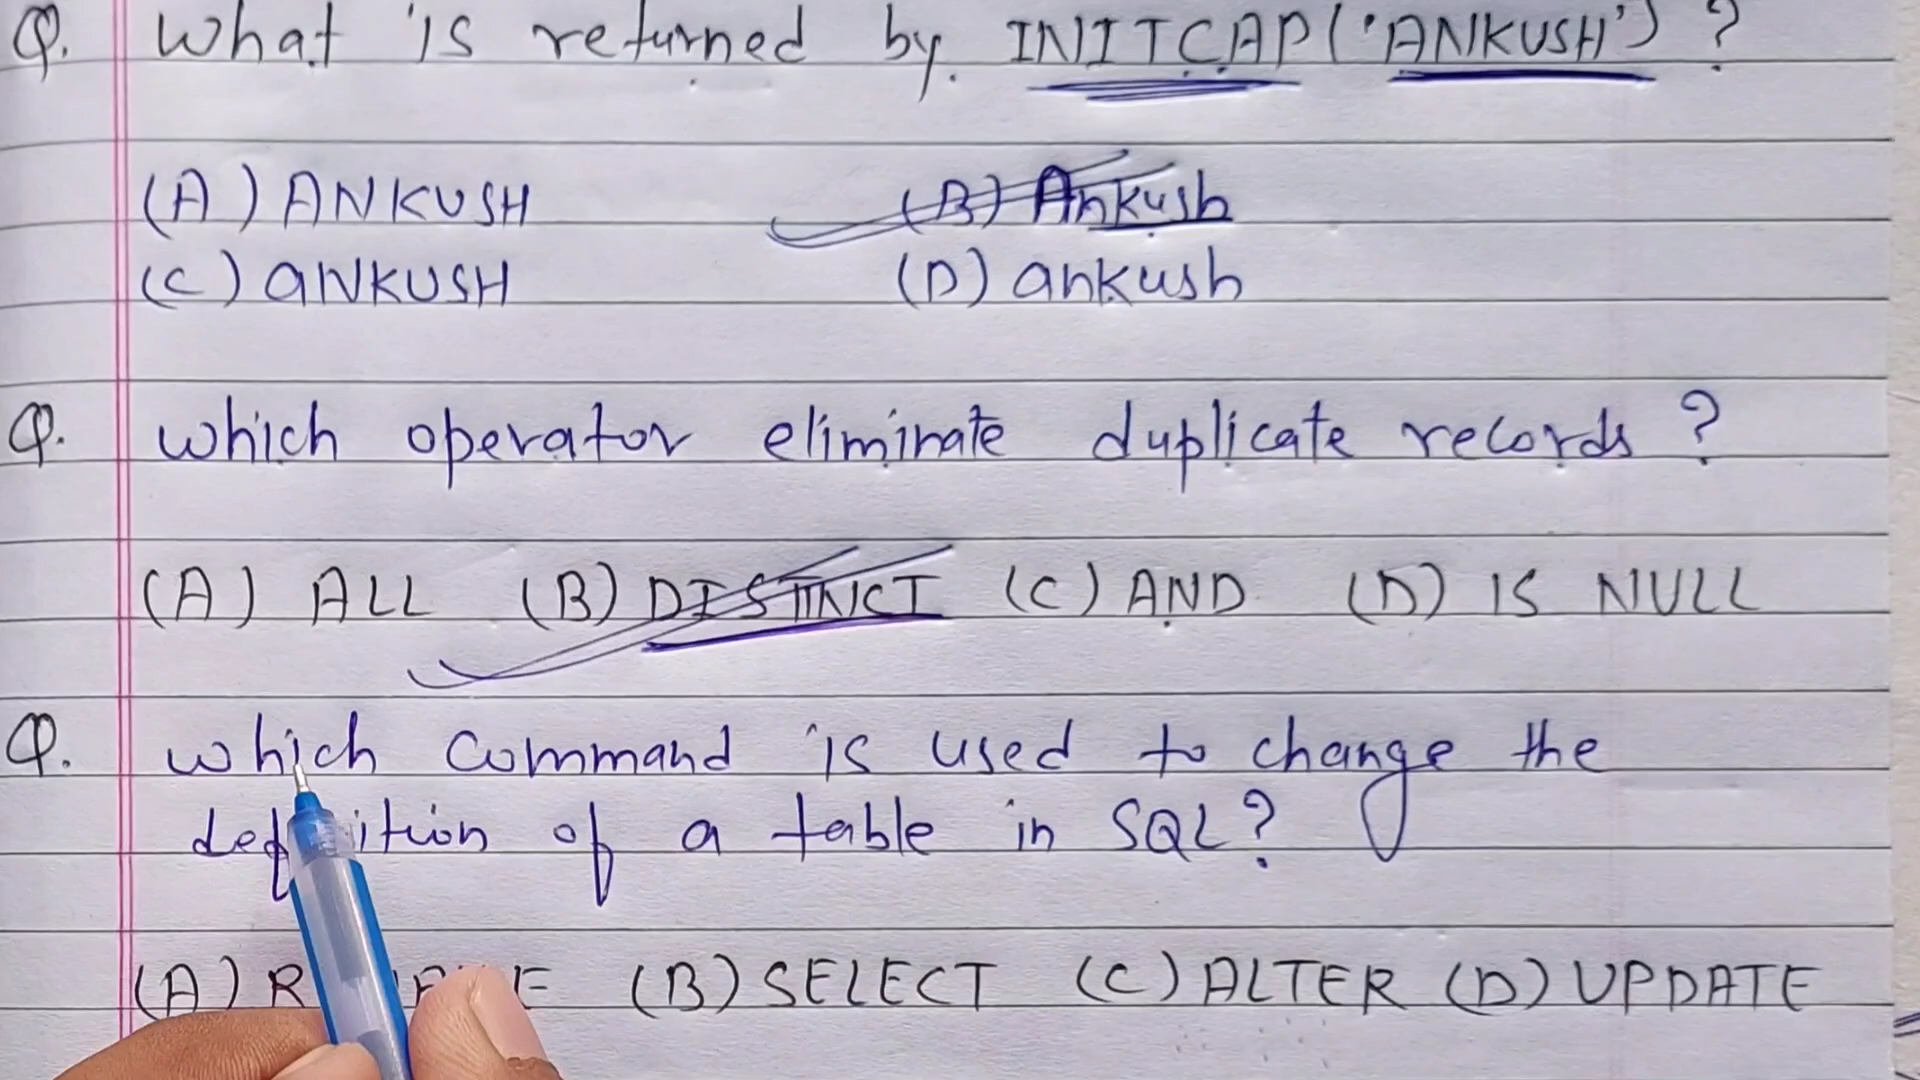 Q. What is returned by INITCAP('ANKUSH') ?
(A) ANKUSH (B) Ankush
(C) aNKUSH (D) ankush
Q. which operator eliminate duplicate records ?
(A) ALL (B) DISTINCT (C) AND (D) IS NULL
Q. which command is used to change the
of a table in SQL?
(A) (B) SELECT (C) ALTER (D) UPDATE